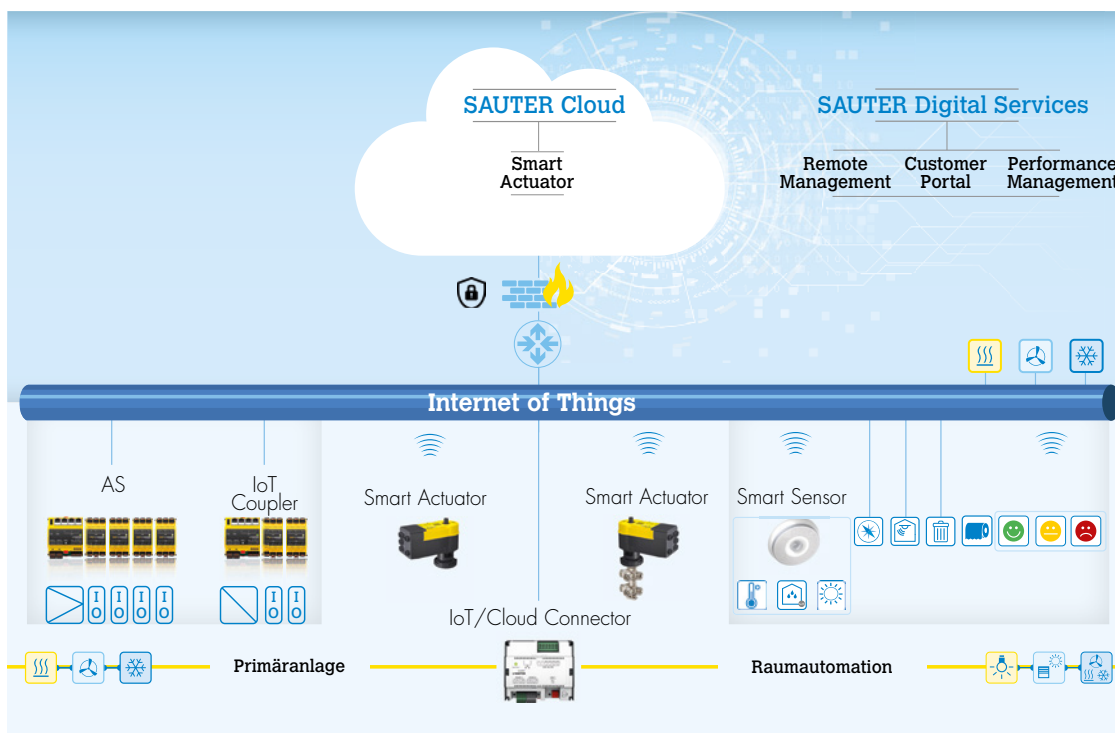 SAUTER Cloud
Smart
Actuator
SAUTER Digital Services
Remote
Management
Customer
Portal
Performance
Management
Internet of Things
AS
IoT
Coupler
Smart Actuator
Smart Actuator
Smart Sensor
I
O
I
O
I
O
I
O
I
O
I
O
IoT/Cloud Connector
Primäranlage
Raumautomation